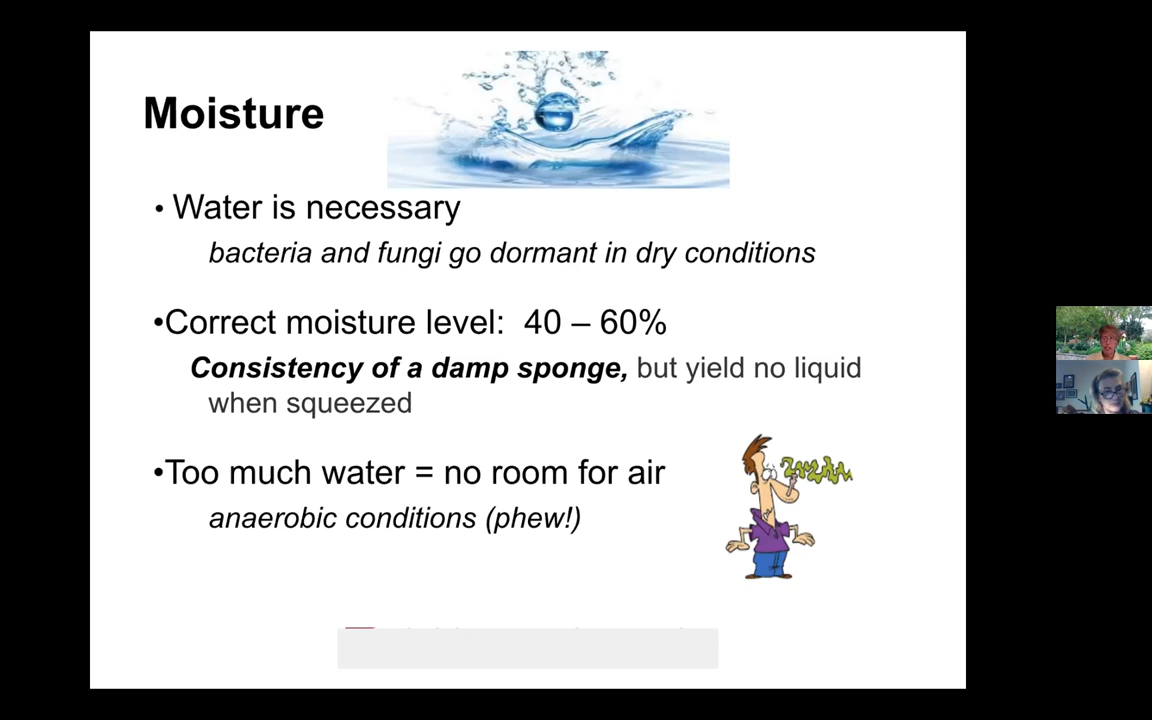 Moisture
• Water is necessary
bacteria and fungi go dormant in dry conditions
•Correct moisture level: 40 – 60%
Consistency of a damp sponge, but yield no liquid
when squeezed
•Too much water = no room for air
anaerobic conditions (phew!)